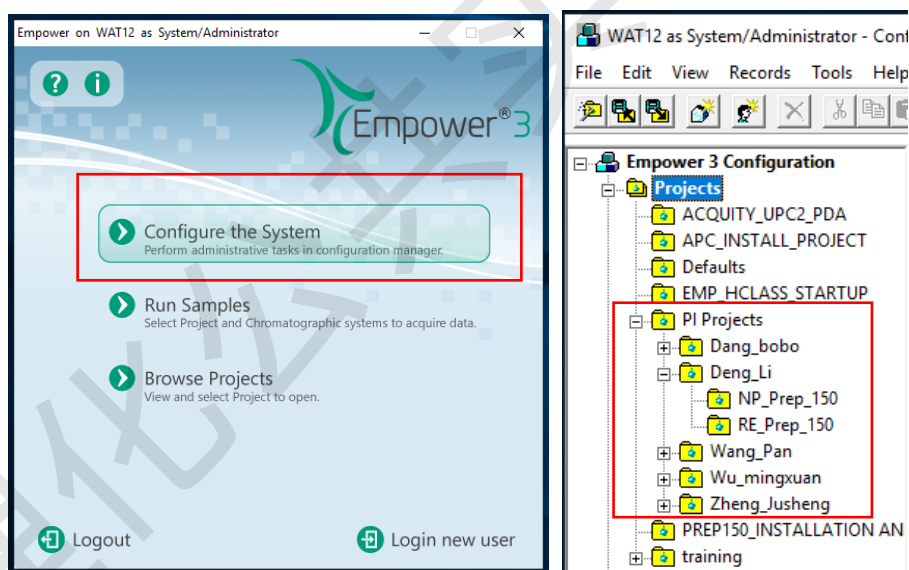 Empower on WAT12 as System/Administrator
? i
Empower®3
Configure the System
Perform administrative tasks in configuration manager.
Run Samples
Select Project and Chromatographic systems to acquire data.
Browse Projects
View and select Project to open.
Logout
Login new user
WAT12 as System/Administrator - Conf
File Edit View Records Tools Help
Empower 3 Configuration
Projects
ACQUITY_UPC2_PDA
APC_INSTALL_PROJECT
Defaults
EMP_HCLASS_STARTUP
PI Projects
Dang_bobo
Deng_Li
NP_Prep_150
RE_Prep_150
Wang_Pan
Wu_mingxuan
Zheng_Jusheng
PREP150_INSTALLATION AN
training